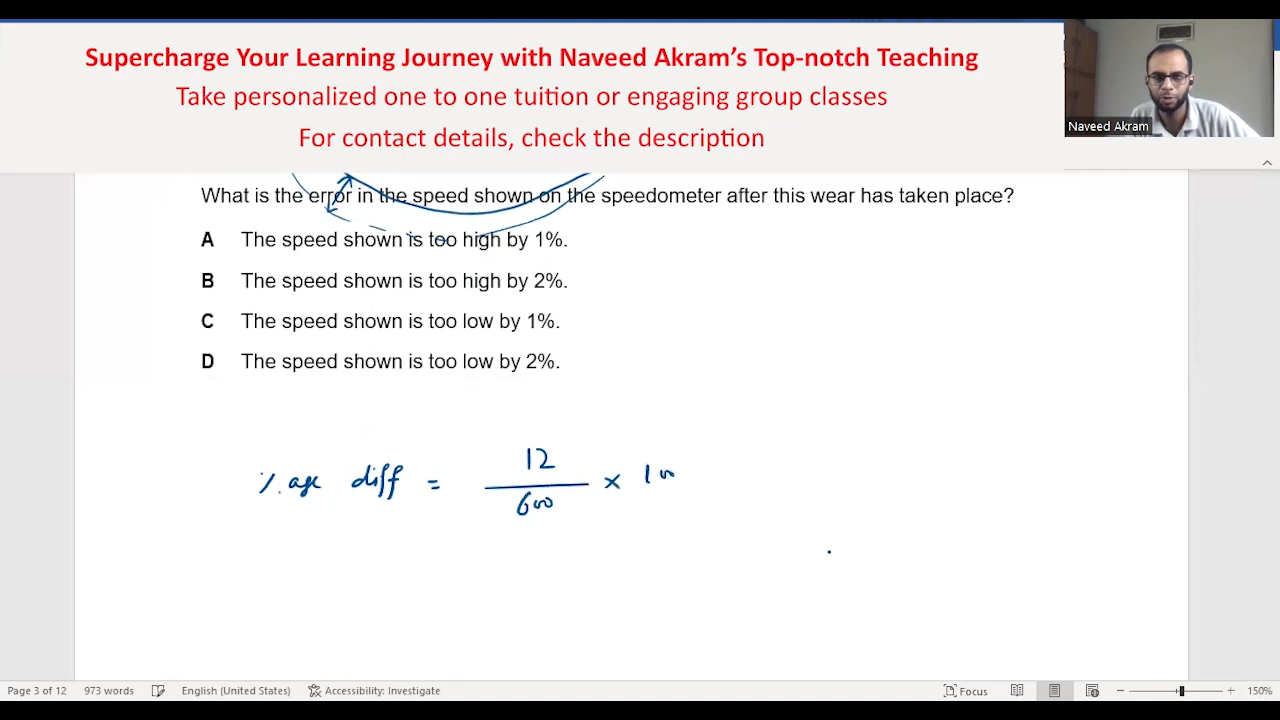 Supercharge Your Learning Journey with Naveed Akram’s Top-notch Teaching
Take personalized one to one tuition or engaging group classes
For contact details, check the description
Naveed Akram
What is the error in the speed shown on the speedometer after this wear has taken place?
A The speed shown is too high by 1%.
B The speed shown is too high by 2%.
C The speed shown is too low by 1%.
D The speed shown is too low by 2%.
%age diff = 12/600 × 100
Page 3 of 12 973 words English (United States) Accessibility: Investigate Focus 150%